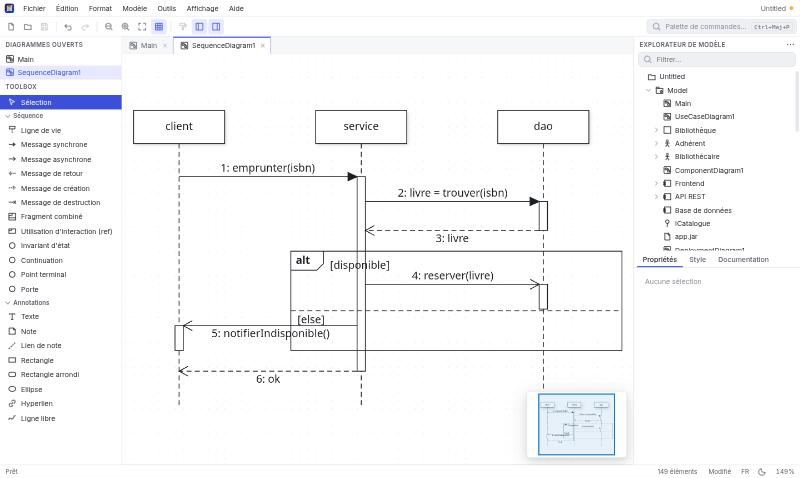 Fichier Édition Format Modèle Outils Affichage Aide
Untitled
Palette de commandes... Ctrl+Maj+P
DIAGRAMMES OUVERTS
Main
SequenceDiagram1
TOOLBOX
Sélection
Séquence
Ligne de vie
Message synchrone
Message asynchrone
Message de retour
Message de création
Message de destruction
Fragment combiné
Utilisation d'interaction (ref)
Invariant d'état
Continuation
Point terminal
Porte
Annotations
Texte
Note
Lien de note
Rectangle
Rectangle arrondi
Ellipse
Hyperlien
Ligne libre
Main
SequenceDiagram1
client
service
dao
1: emprunter(isbn)
2: livre = trouver(isbn)
3: livre
alt
[disponible]
4: reserver(livre)
[else]
5: notifierIndisponible()
6: ok
EXPLORATEUR DE MODÈLE
Filtrer...
Untitled
Model
Main
UseCaseDiagram1
Bibliothèque
Adhérent
Bibliothécaire
ComponentDiagram1
Frontend
API REST
Base de données
ICatalogue
app.jar
DeploymentDiagram1
Propriétés Style Documentation
Aucune sélection
Prêt
149 éléments Modifié FR 149%